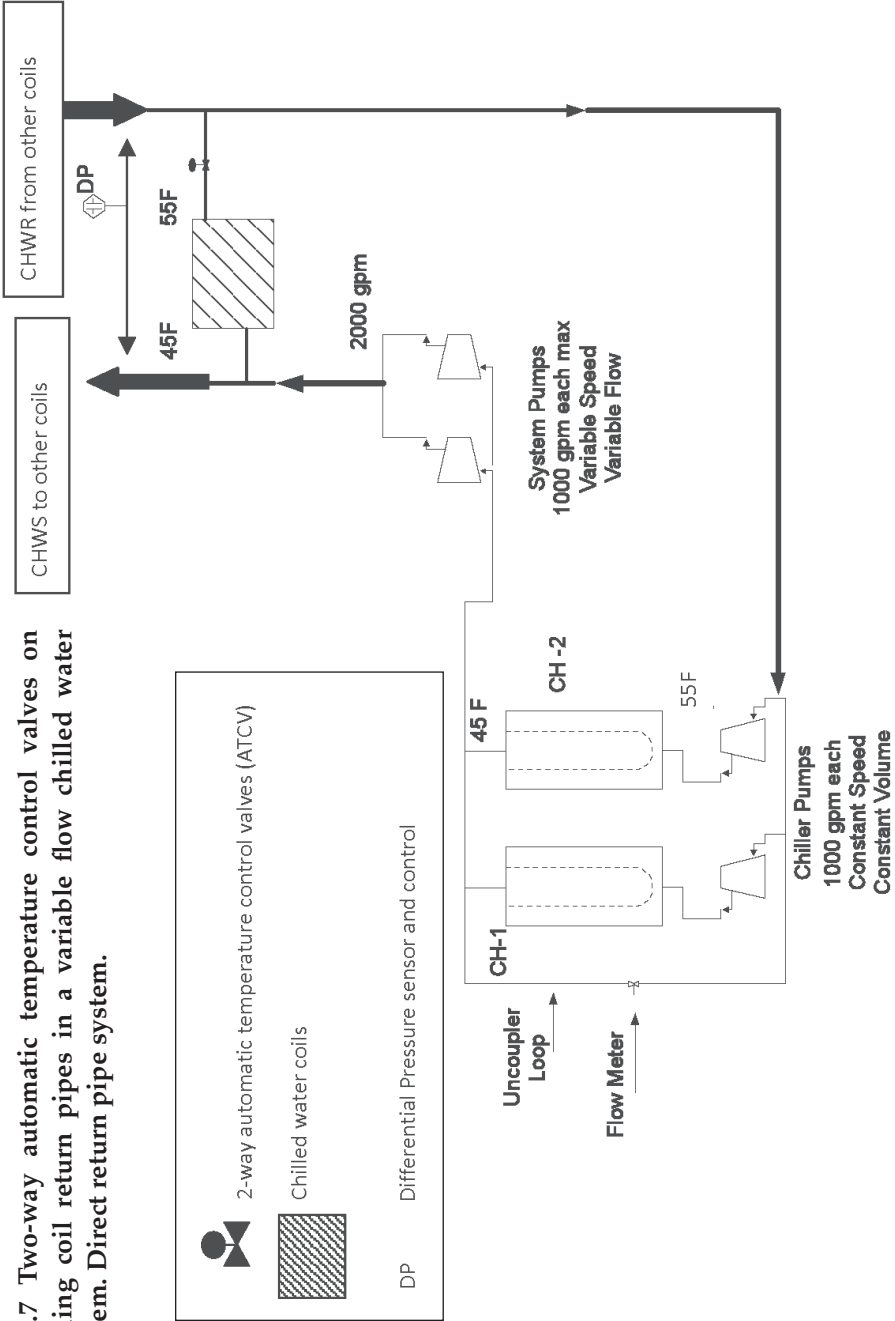 .7 Two-way automatic temperature control valves on
ing coil return pipes in a variable flow chilled water
em. Direct return pipe system.
CHWS to other coils
CHWR from other coils
DP
45F
55F
2000 gpm
System Pumps
1000 gpm each max
Variable Speed
Variable Flow
2-way automatic temperature control valves (ATCV)
Chilled water coils
DP
Differential Pressure sensor and control
45 F
CH-1
CH -2
55F
Uncoupler
Loop
Flow Meter
Chiller Pumps
1000 gpm each
Constant Speed
Constant Volume